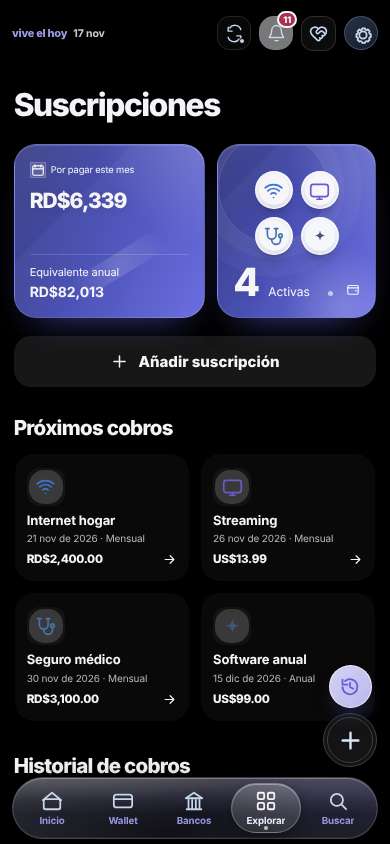 vive el hoy 17 nov
11
Suscripciones
Por pagar este mes
RD$6,339
Equivalente anual
RD$82,013
4 Activas
+ Añadir suscripción
Próximos cobros
Internet hogar
21 nov de 2026 · Mensual
RD$2,400.00 →
Streaming
26 nov de 2026 · Mensual
US$13.99 →
Seguro médico
30 nov de 2026 · Mensual
RD$3,100.00 →
Software anual
15 dic de 2026 · Anual
US$99.00
Historial de cobros
Inicio
Wallet
Bancos
Explorar
Buscar